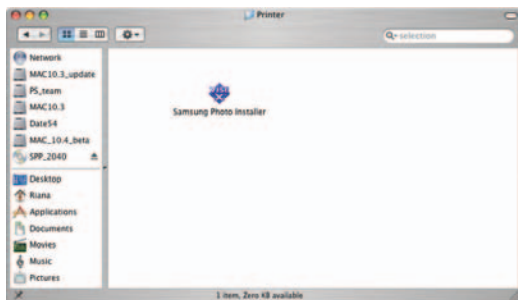 Printer
selection
Network
MAC10.3_update
PS_team
MAC10.3
Date54
MAC_10.4_beta
SPP_2040
Desktop
Riana
Applications
Documents
Movies
Music
Pictures
Samsung Photo Installer
1 item, Zero KB available